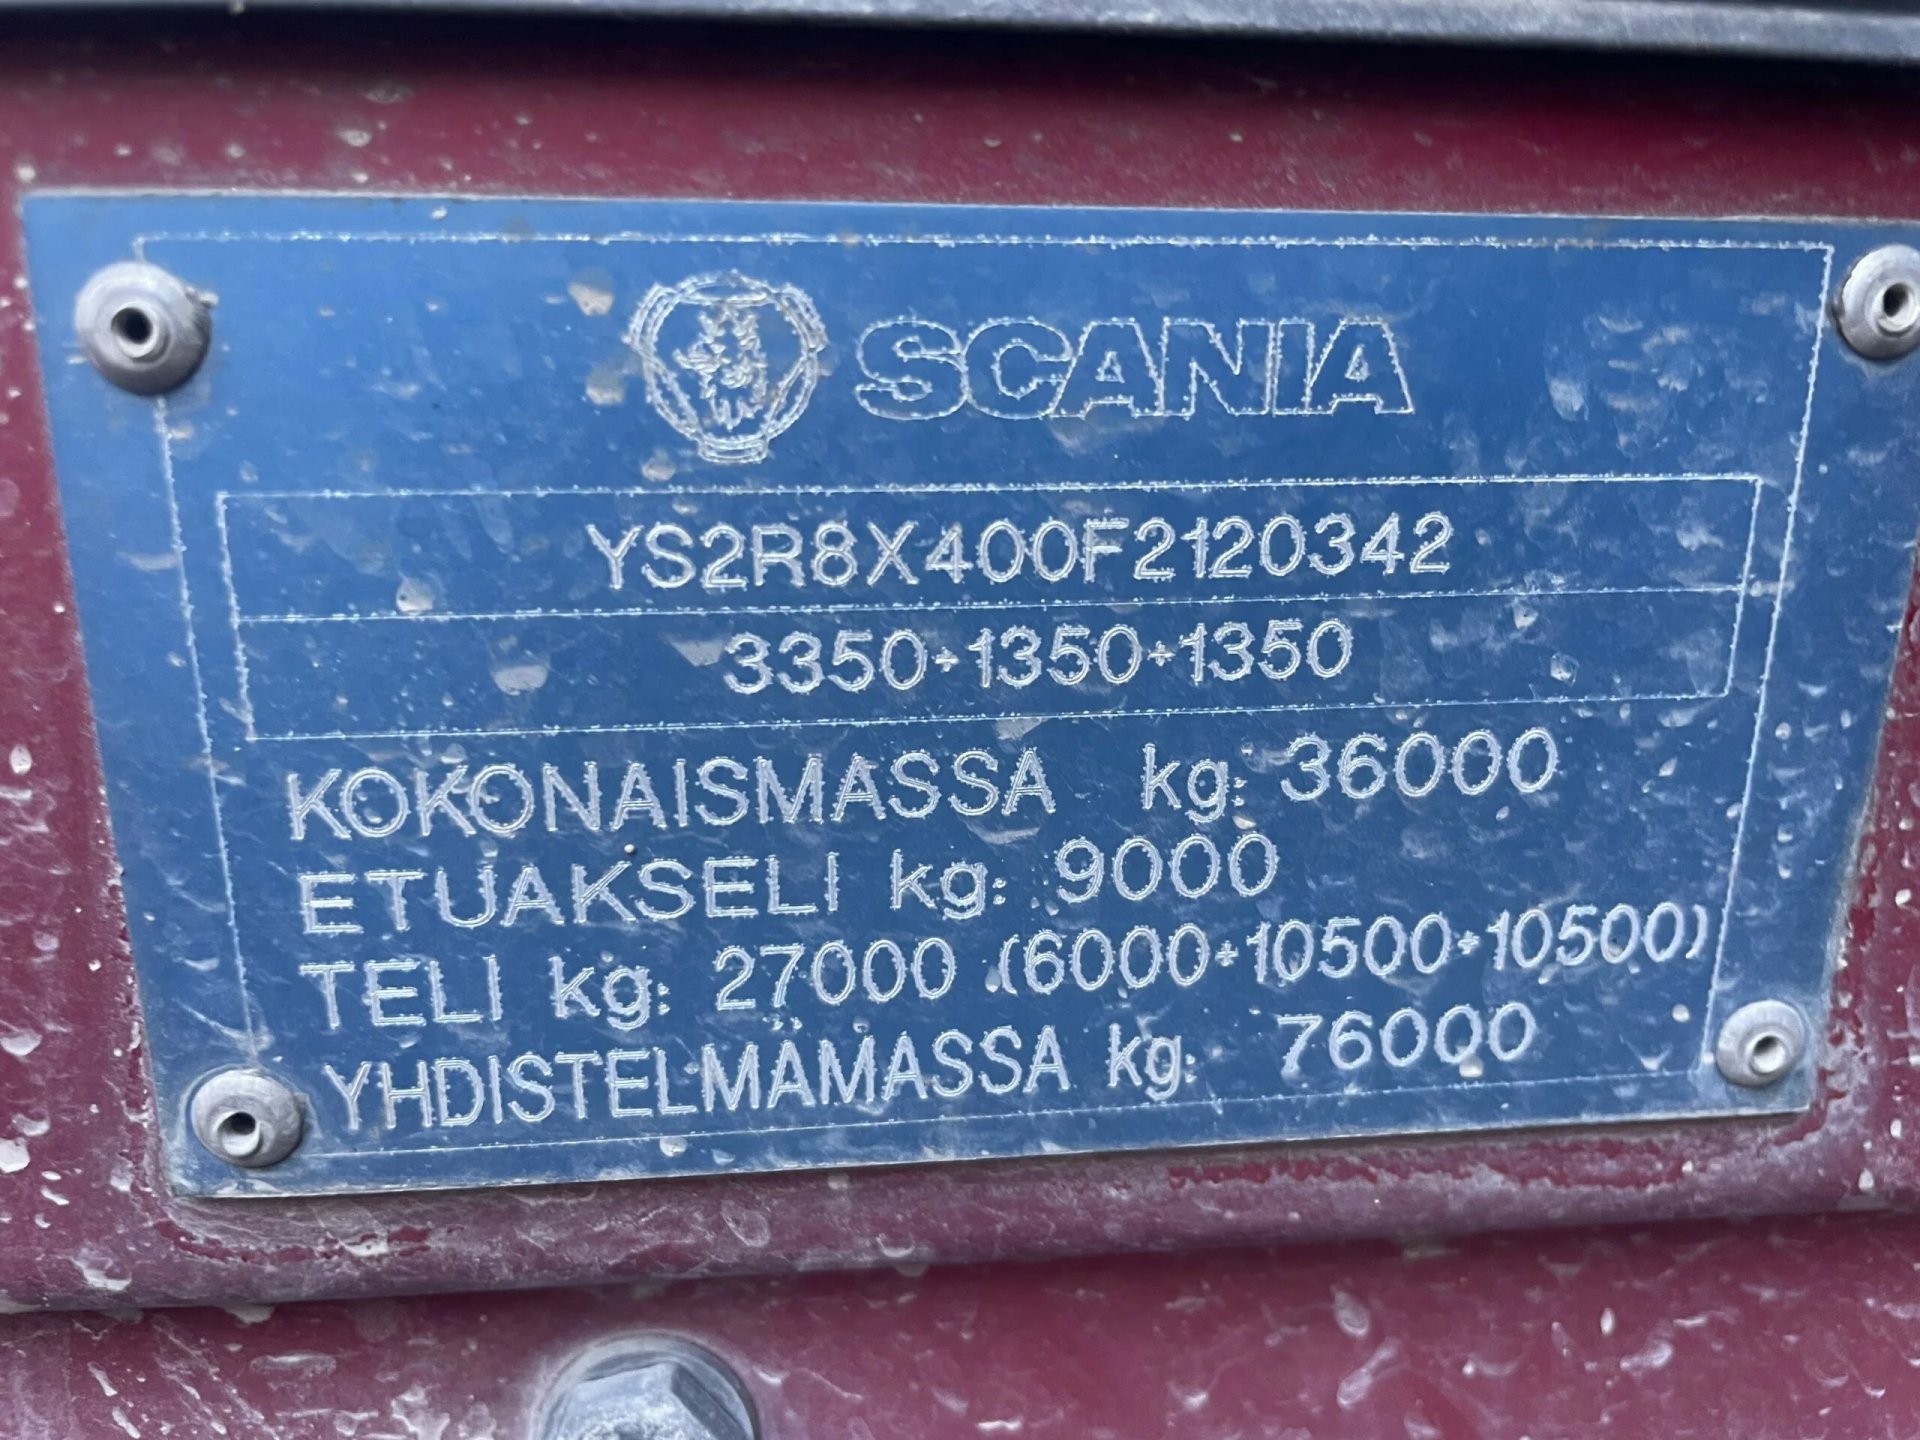 SCANIA
YS2R8X400F2120342
3350+1350+1350
KOKONAISMASSA kg: 36000
ETUAKSELI kg: 9000
TELI kg: 27000 (6000+10500+10500)
YHDISTELMÄMASSA kg: 76000